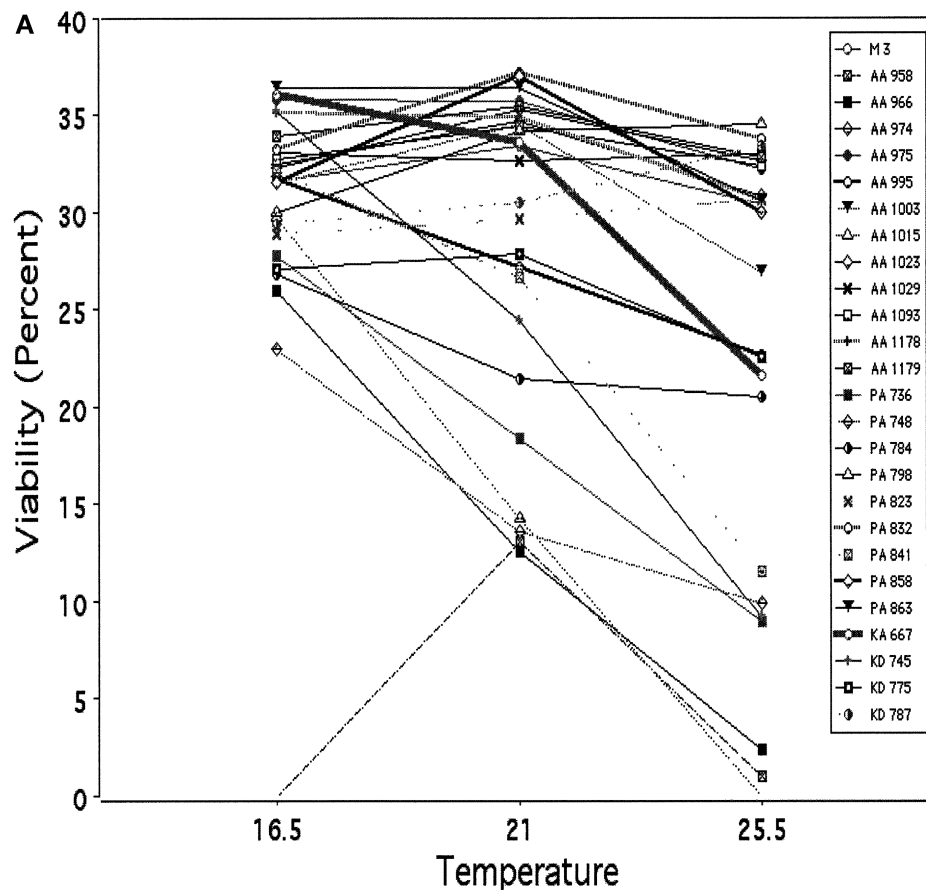 A
40
35
30
25
20
15
10
5
0
Viability (Percent)
16.5 21 25.5
Temperature
M 3
AA 958
AA 966
AA 974
AA 975
AA 995
AA 1003
AA 1015
AA 1023
AA 1029
AA 1093
AA 1178
AA 1179
PA 736
PA 748
PA 784
PA 798
PA 823
PA 832
PA 841
PA 858
PA 863
KA 667
KD 745
KD 775
KD 787